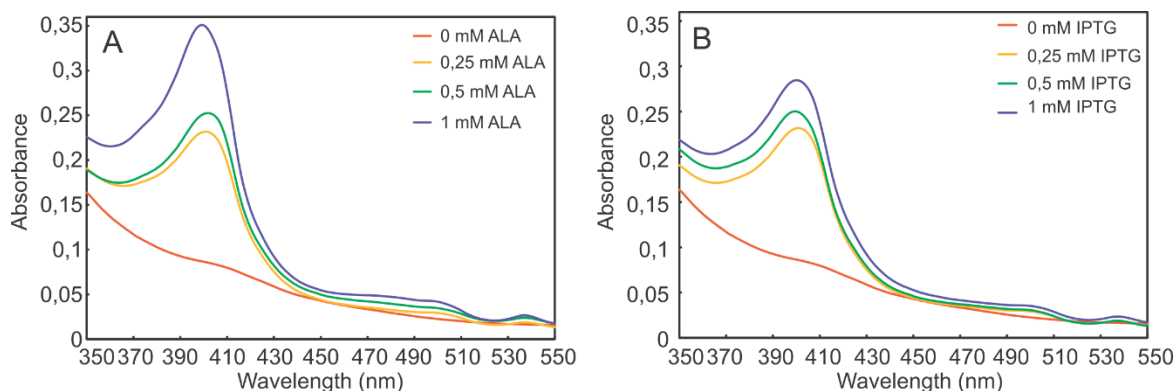 A
0,35
0,3
0,25
0,2
0,15
0,1
0,05
0
Absorbance
0 mM ALA
0,25 mM ALA
0,5 mM ALA
1 mM ALA
350 370 390 410 430 450 470 490 510 530 550
Wavelength (nm)
B
0,35
0,3
0,25
0,2
0,15
0,1
0,05
0
Absorbance
0 mM IPTG
0,25 mM IPTG
0,5 mM IPTG
1 mM IPTG
350 370 390 410 430 450 470 490 510 530 550
Wavelength (nm)